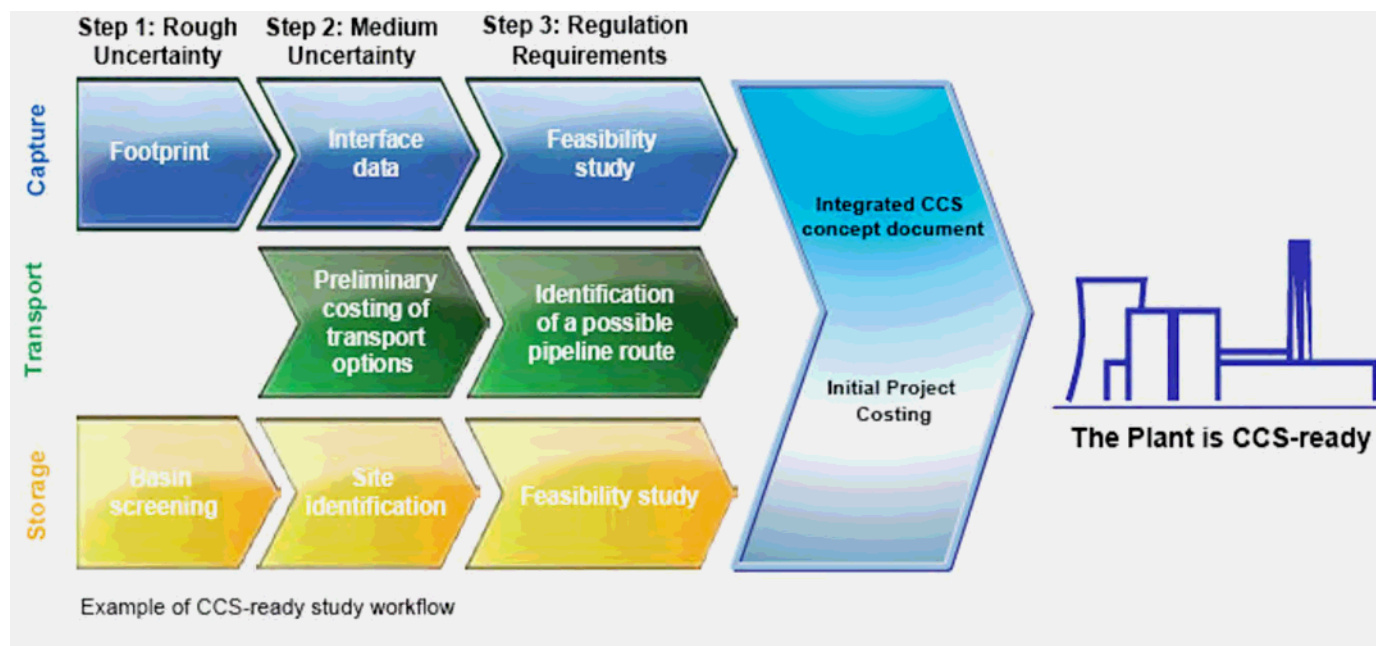 Step 1: Rough
Uncertainty
Step 2: Medium
Uncertainty
Step 3: Regulation
Requirements
Capture
Footprint
Interface
data
Feasibility
study
Transport
Preliminary
costing of
transport
options
Identification
of a possible
pipeline route
Storage
Basin
screening
Site
identification
Feasibility study
Integrated CCS
concept document
Initial Project
Costing
The Plant is CCS-ready
Example of CCS-ready study workflow